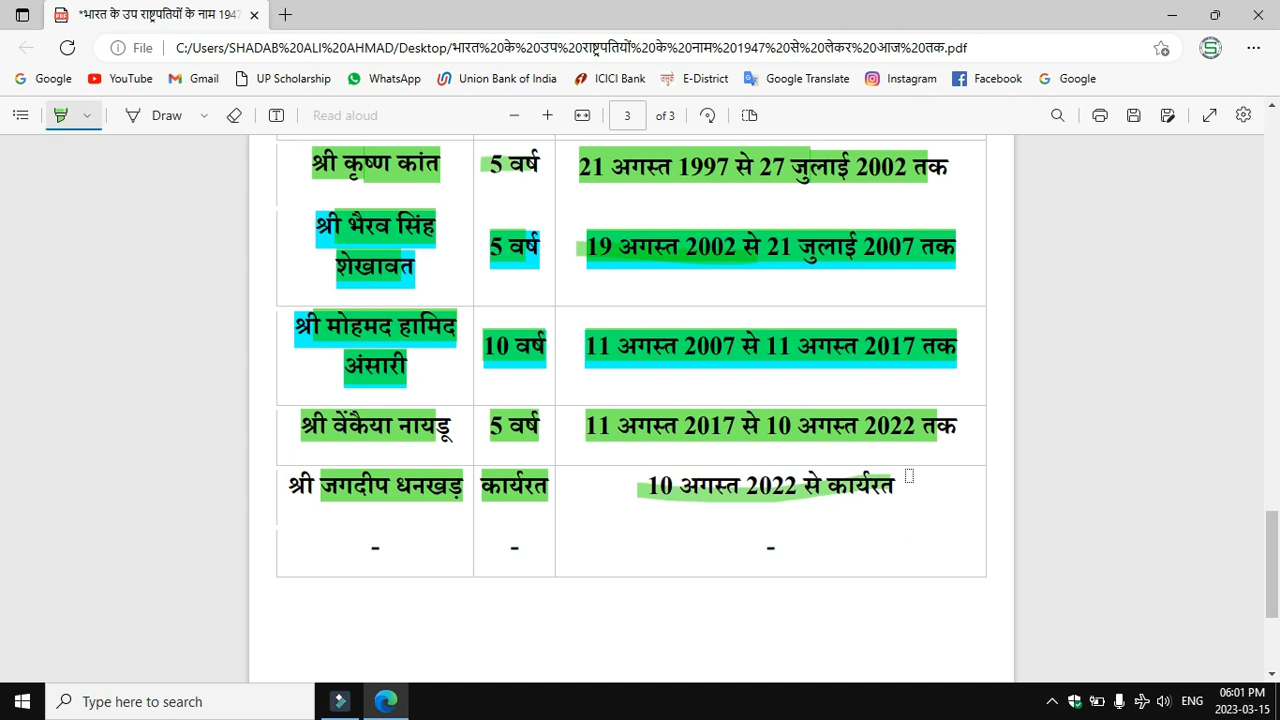 *भारत के उप राष्ट्रपतियों के नाम 1947
File C:/Users/SHADAB%20ALI%20AHMAD/Desktop/भारत%20के%20उप%20राष्ट्रपतियों%20के%20नाम%201947%20से%20लेकर%20आज%20तक.pdf
Google YouTube Gmail UP Scholarship WhatsApp Union Bank of India ICICI Bank E-District Google Translate Instagram Facebook Google
Draw Read aloud 3 of 3
श्री कृष्ण कांत 5 वर्ष 21 अगस्त 1997 से 27 जुलाई 2002 तक
श्री भैरव सिंह
शेखावत 5 वर्ष 19 अगस्त 2002 से 21 जुलाई 2007 तक
श्री मोहमद हामिद
अंसारी 10 वर्ष 11 अगस्त 2007 से 11 अगस्त 2017 तक
श्री वेंकैया नायडू 5 वर्ष 11 अगस्त 2017 से 10 अगस्त 2022 तक
श्री जगदीप धनखड़ कार्यरत 10 अगस्त 2022 से कार्यरत
- - -
Type here to search ENG 06:01 PM
2023-03-15